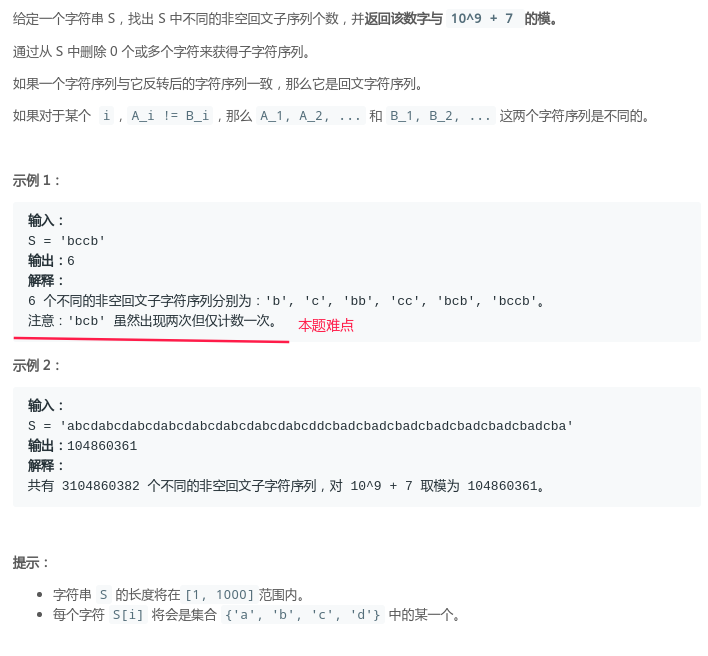 给定一个字符串 S，找出 S 中不同的非空回文子序列个数，并返回该数字与 10^9 + 7 的模。
通过从 S 中删除 0 个或多个字符来获得子字符序列。
如果一个字符序列与它反转后的字符序列一致，那么它是回文字符序列。
如果对于某个 i，A_i != B_i，那么 A_1, A_2, ... 和 B_1, B_2, ... 这两个字符序列是不同的。
示例 1：
输入：
S = 'bccb'
输出：6
解释：
6 个不同的非空回文子字符序列分别为：'b', 'c', 'bb', 'cc', 'bcb', 'bccb'。
注意：'bcb' 虽然出现两次但仅计数一次。 本题难点
示例 2：
输入：
S = 'abcdabcdabcdabcdabcdabcdabcdabcddcbadcbadcbadcbadcbadcbadcbadcba'
输出：104860361
解释：
共有 3104860382 个不同的非空回文子字符序列，对 10^9 + 7 取模为 104860361。
提示：
• 字符串 S 的长度将在[1, 1000]范围内。
• 每个字符 S[i] 将会是集合 {'a', 'b', 'c', 'd'} 中的某一个。